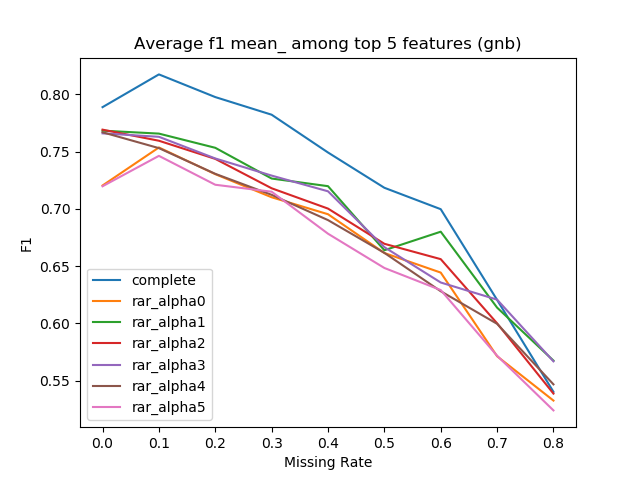 Average f1 mean_ among top 5 features (gnb)
F1
0.80
0.75
0.70
0.65
0.60
0.55
complete
rar_alpha0
rar_alpha1
rar_alpha2
rar_alpha3
rar_alpha4
rar_alpha5
0.0 0.1 0.2 0.3 0.4 0.5 0.6 0.7 0.8
Missing Rate